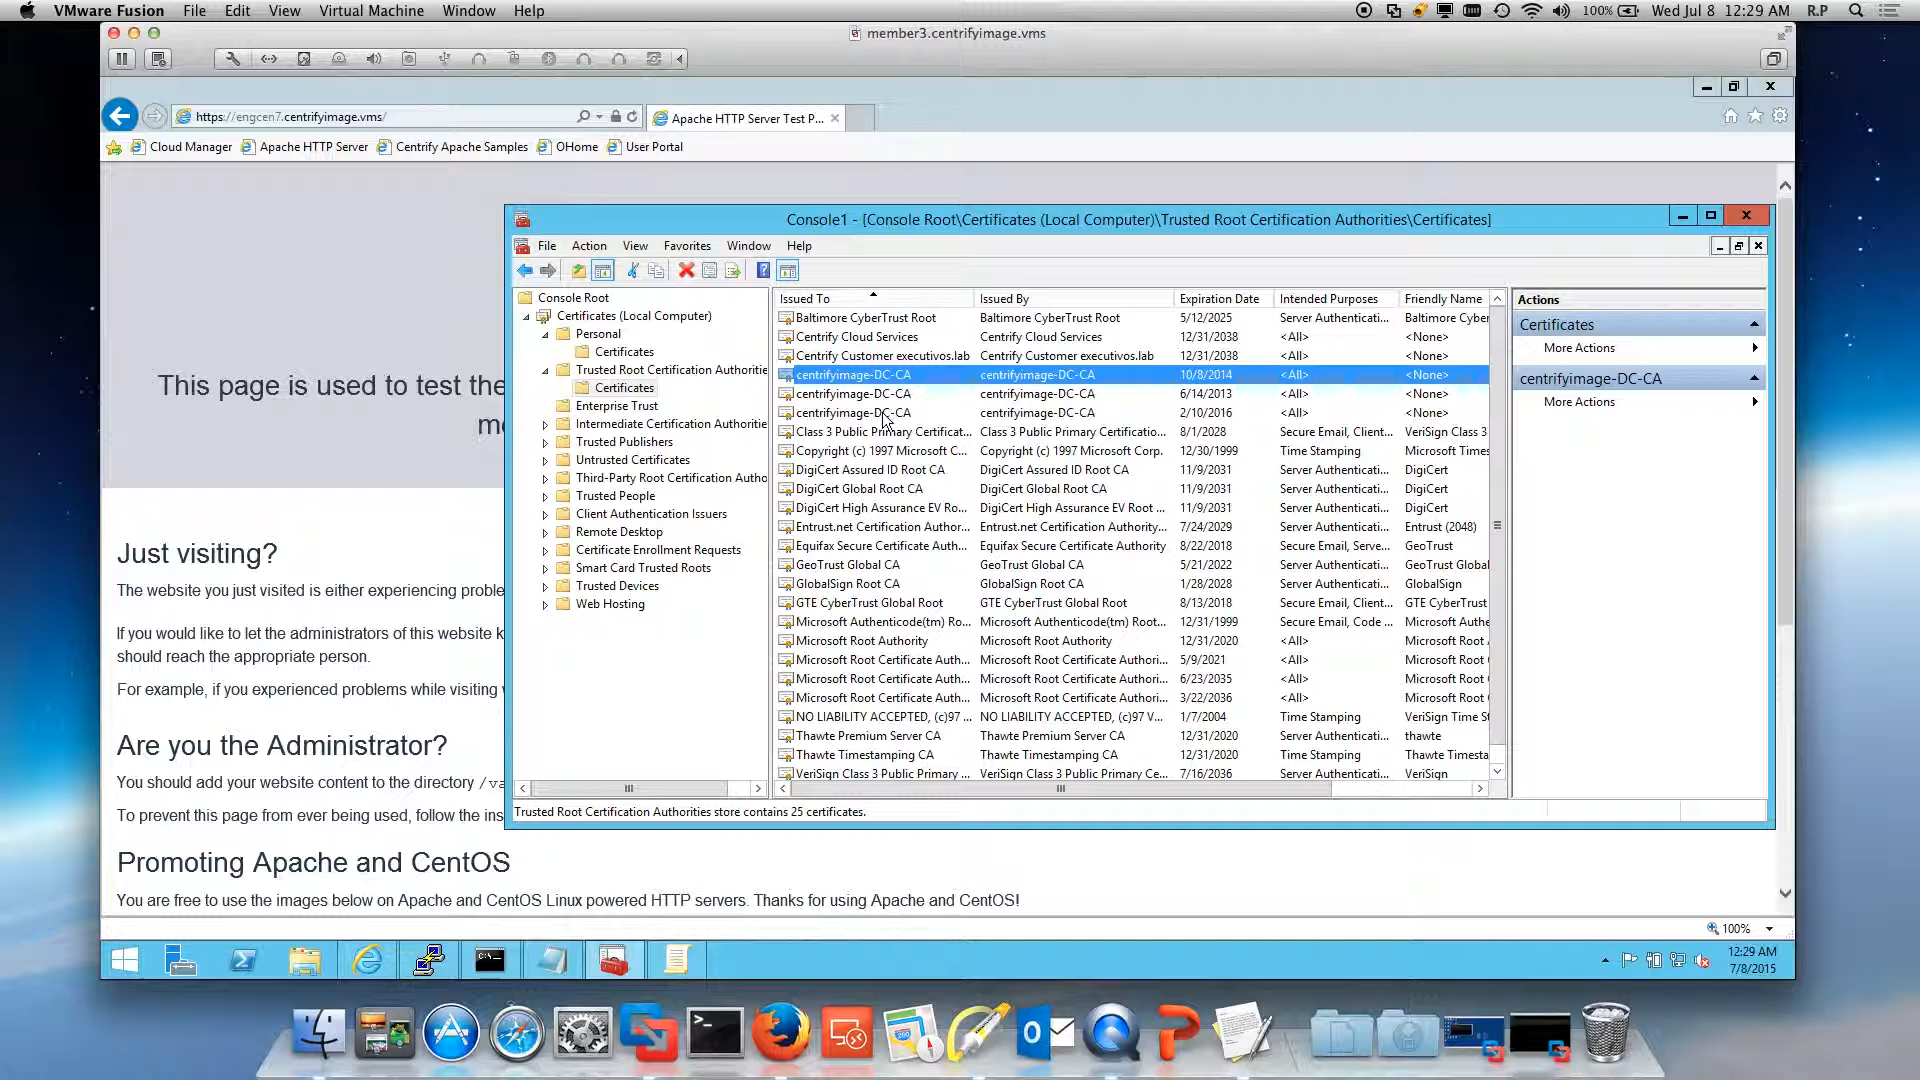 VMware Fusion File Edit View Virtual Machine Window Help 100% Wed Jul 8 12:29 AM R.P
member3.centrifyimage.vms
https://engcen7.centrifyimage.vms/
Apache HTTP Server Test P...
Cloud Manager Apache HTTP Server Centrify Apache Samples OHome User Portal
This page is used to test the
Just visiting?
The website you just visited is either experiencing proble
If you would like to let the administrators of this website k
should reach the appropriate person.
For example, if you experienced problems while visiting
Are you the Administrator?
You should add your website content to the directory /va
To prevent this page from ever being used, follow the ins
Promoting Apache and CentOS
You are free to use the images below on Apache and CentOS Linux powered HTTP servers. Thanks for using Apache and CentOS!
Console1 - [Console Root\Certificates (Local Computer)\Trusted Root Certification Authorities\Certificates]
File Action View Favorites Window Help
Console Root
Certificates (Local Computer)
Personal
Certificates
Trusted Root Certification Authoritie
Certificates
Enterprise Trust
Intermediate Certification Authoritie
Trusted Publishers
Untrusted Certificates
Third-Party Root Certification Autho
Trusted People
Client Authentication Issuers
Remote Desktop
Certificate Enrollment Requests
Smart Card Trusted Roots
Trusted Devices
Web Hosting
Issued To Issued By Expiration Date Intended Purposes Friendly Name
Baltimore CyberTrust Root Baltimore CyberTrust Root 5/12/2025 Server Authenticati... Baltimore Cyber
Centrify Cloud Services Centrify Cloud Services 12/31/2038 <All> <None>
Centrify Customer executivos.lab Centrify Customer executivos.lab 12/31/2038 <All> <None>
centrifyimage-DC-CA centrifyimage-DC-CA 10/8/2014 <All> <None>
centrifyimage-DC-CA centrifyimage-DC-CA 6/14/2013 <All> <None>
centrifyimage-DC-CA centrifyimage-DC-CA 2/10/2016 <All> <None>
Class 3 Public Primary Certificat... Class 3 Public Primary Certificatio... 8/1/2028 Secure Email, Client... VeriSign Class 3
Copyright (c) 1997 Microsoft C... Copyright (c) 1997 Microsoft Corp. 12/30/1999 Time Stamping Microsoft Times
DigiCert Assured ID Root CA DigiCert Assured ID Root CA 11/9/2031 Server Authenticati... DigiCert
DigiCert Global Root CA DigiCert Global Root CA 11/9/2031 Server Authenticati... DigiCert
DigiCert High Assurance EV Ro... DigiCert High Assurance EV Root ... 11/9/2031 Server Authenticati... DigiCert
Entrust.net Certification Author... Entrust.net Certification Authority... 7/24/2029 Server Authenticati... Entrust (2048)
Equifax Secure Certificate Auth... Equifax Secure Certificate Authority 8/22/2018 Secure Email, Serve... GeoTrust
GeoTrust Global CA GeoTrust Global CA 5/21/2022 Server Authenticati... GeoTrust Global
GlobalSign Root CA GlobalSign Root CA 1/28/2028 Server Authenticati... GlobalSign
GTE CyberTrust Global Root GTE CyberTrust Global Root 8/13/2018 Secure Email, Client... GTE CyberTrust
Microsoft Authenticode(tm) Ro... Microsoft Authenticode(tm) Root... 12/31/1999 Secure Email, Code ... Microsoft Authe
Microsoft Root Authority Microsoft Root Authority 12/31/2020 <All> Microsoft Root
Microsoft Root Certificate Auth... Microsoft Root Certificate Authori... 5/9/2021 <All> Microsoft Root
Microsoft Root Certificate Auth... Microsoft Root Certificate Authori... 6/23/2035 <All> Microsoft Root
Microsoft Root Certificate Auth... Microsoft Root Certificate Authori... 3/22/2036 <All> Microsoft Root
NO LIABILITY ACCEPTED, (c)97 ... NO LIABILITY ACCEPTED, (c)97 V... 1/7/2004 Time Stamping VeriSign Time St
Thawte Premium Server CA Thawte Premium Server CA 12/31/2020 Server Authenticati... thawte
Thawte Timestamping CA Thawte Timestamping CA 12/31/2020 Time Stamping Thawte Timesta
VeriSign Class 3 Public Primary ... VeriSign Class 3 Public Primary Ce... 7/16/2036 Server Authenticati... VeriSign
Trusted Root Certification Authorities store contains 25 certificates.
Actions
Certificates
More Actions
centrifyimage-DC-CA
More Actions
100%
12:29 AM
7/8/2015